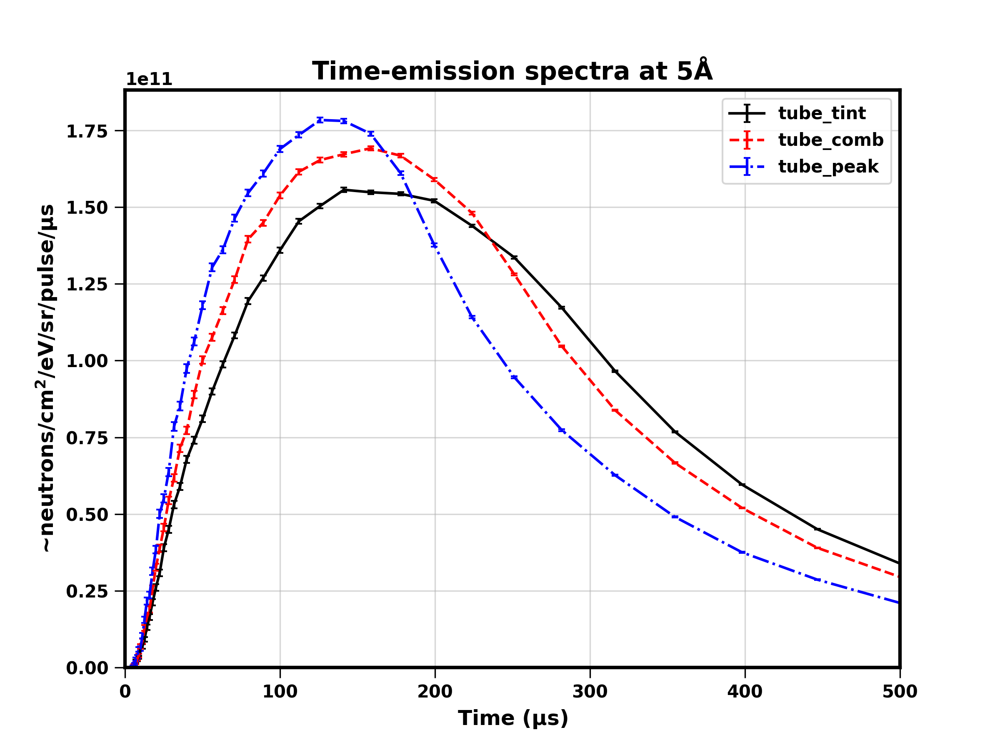 Time-emission spectra at 5Å
1e11
tube_tint
tube_comb
tube_peak
~neutrons/cm²/eV/sr/pulse/μs
1.75
1.50
1.25
1.00
0.75
0.50
0.25
0.00
0 100 200 300 400 500
Time (μs)